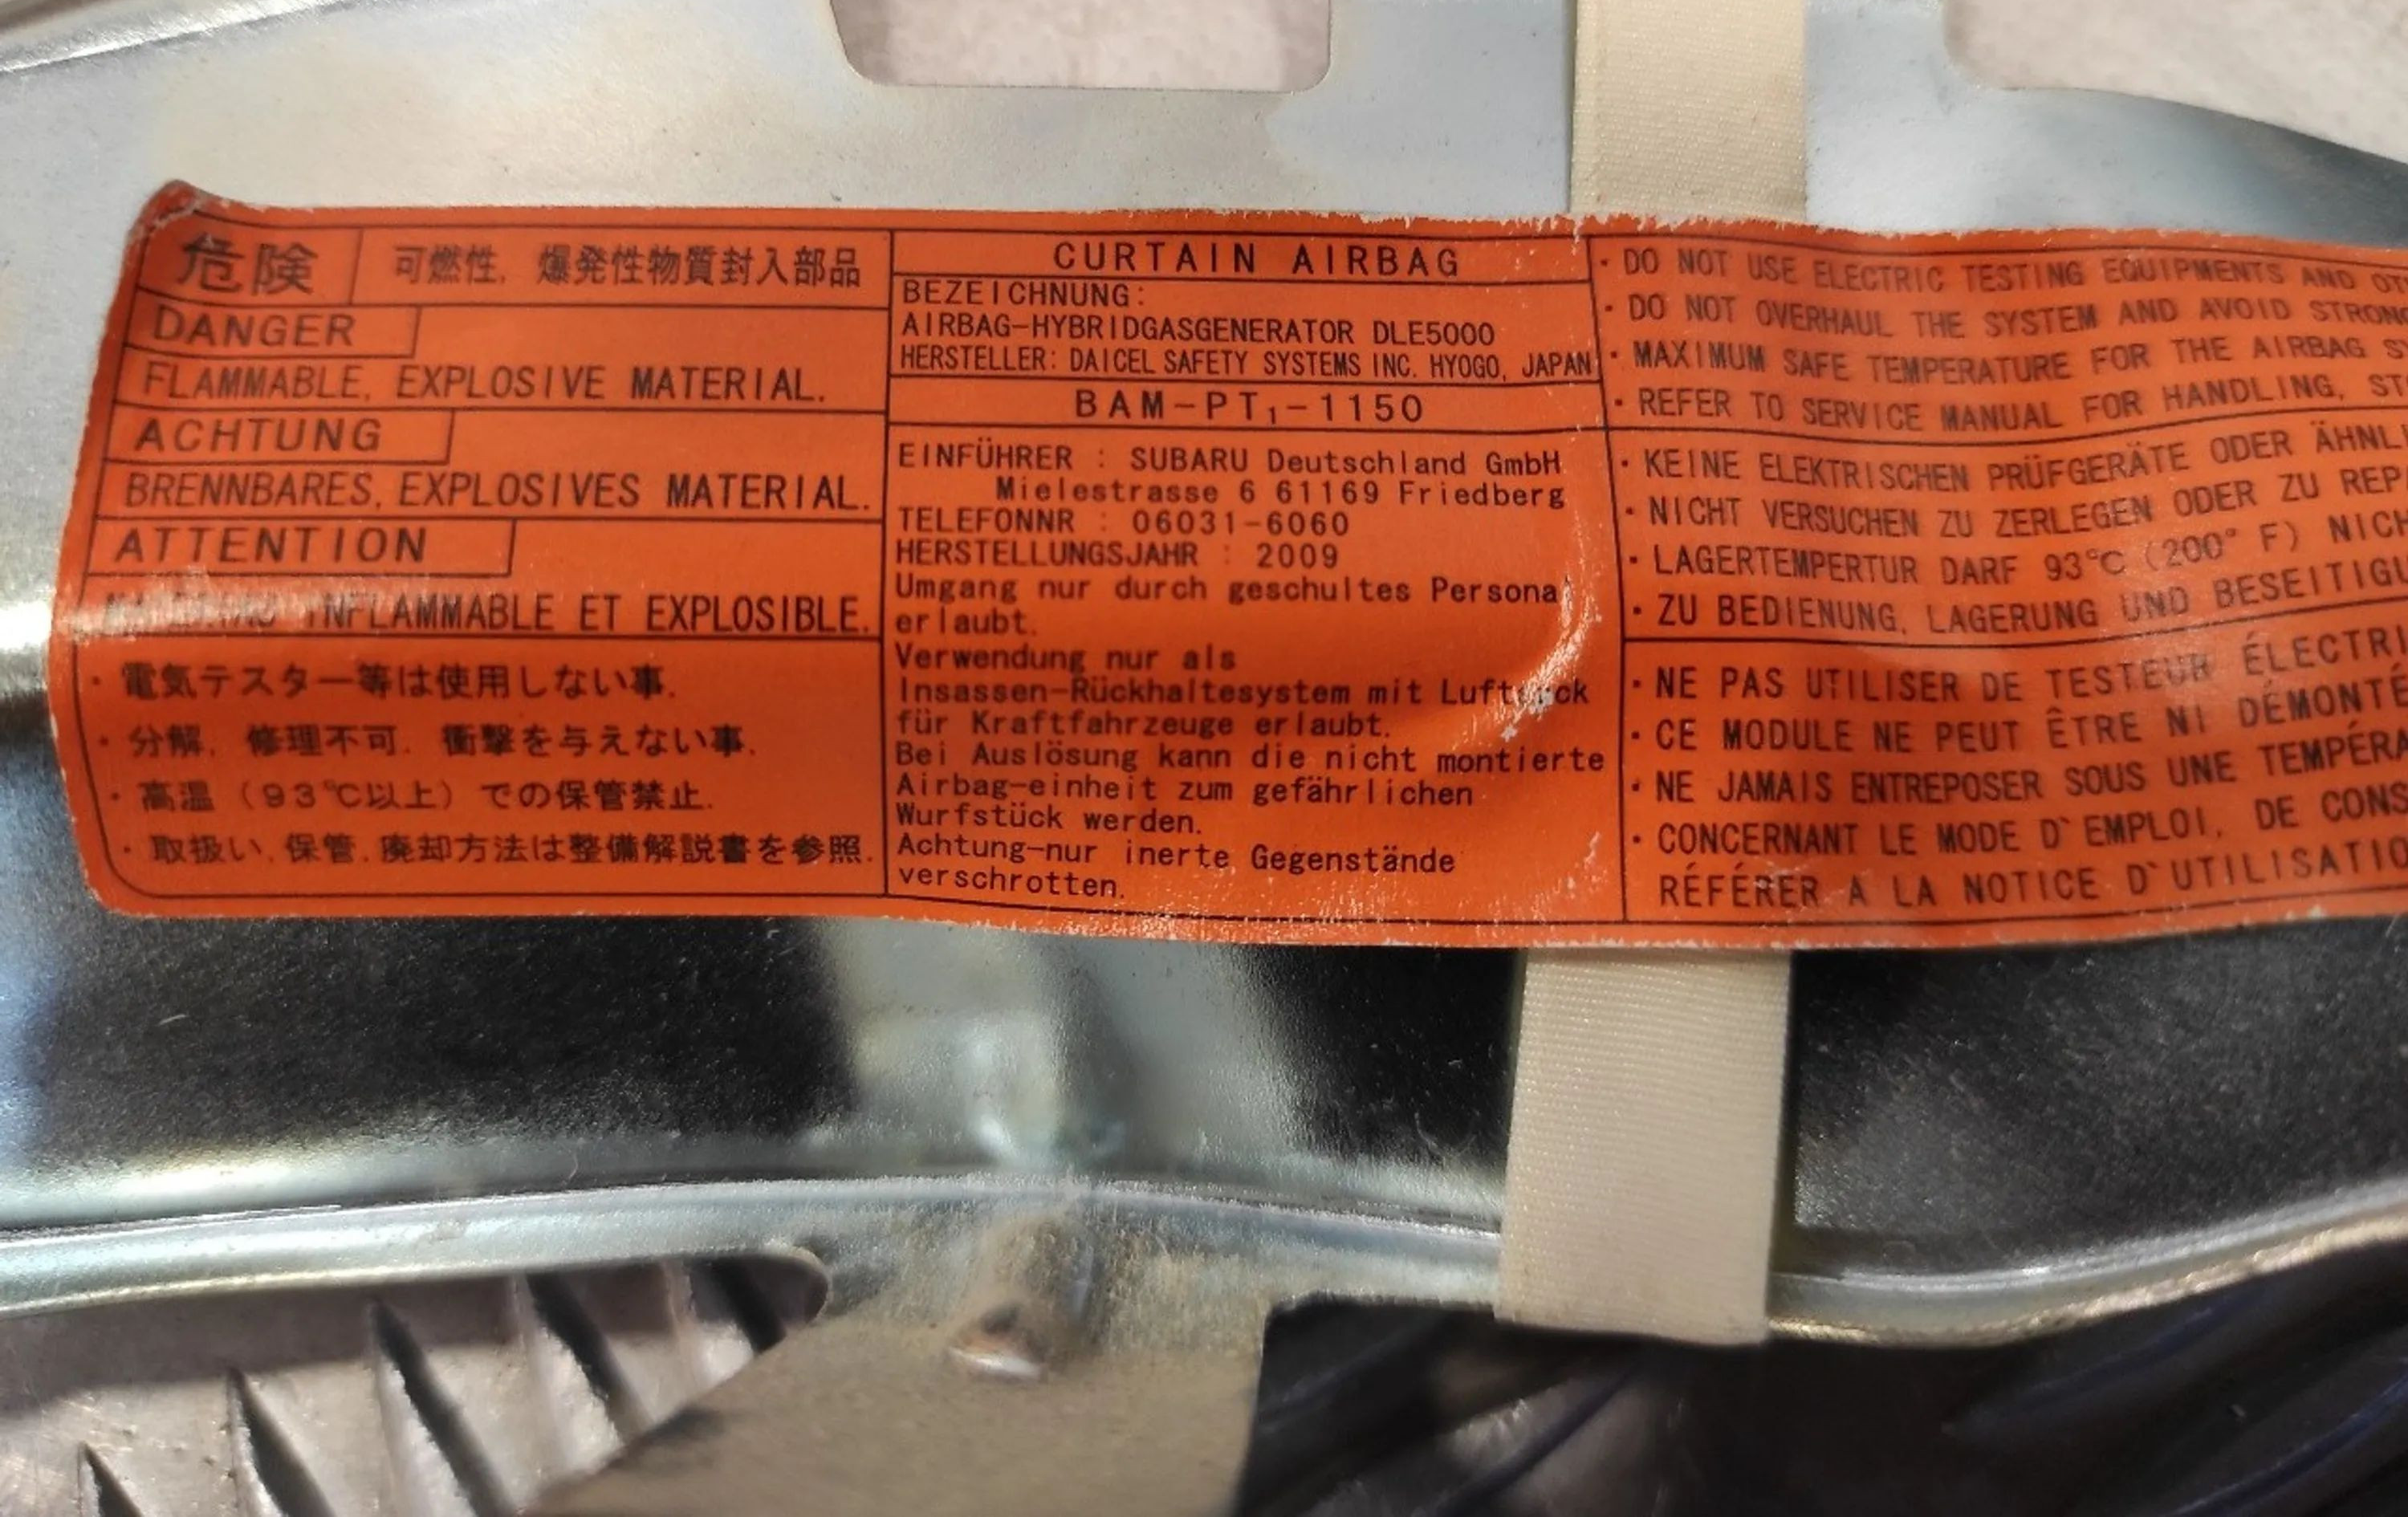 危険
可燃性, 爆発性物質封入部品
DANGER
FLAMMABLE, EXPLOSIVE MATERIAL.
ACHTUNG
BRENNBARES, EXPLOSIVES MATERIAL.
ATTENTION
INFLAMMABLE ET EXPLOSIBLE.
・電気テスター等は使用しない事.
・分解, 修理不可. 衝撃を与えない事.
・高温（93℃以上）での保管禁止.
・取扱い, 保管, 廃却方法は整備解説書を参照.
CURTAIN AIRBAG
BEZEICHNUNG:
AIRBAG-HYBRIDGASGENERATOR DLE5000
HERSTELLER: DAICEL SAFETY SYSTEMS INC. HYOGO, JAPAN
BAM-PT₁-1150
EINFÜHRER : SUBARU Deutschland GmbH
Mielestrasse 6 61169 Friedberg
TELEFONNR : 06031-6060
HERSTELLUNGSJAHR : 2009
Umgang nur durch geschultes Personal
erlaubt.
Verwendung nur als
Insassen-Rückhaltesystem mit
für Kraftfahrzeuge erlaubt.
Bei Auslösung kann die nicht montierte
Airbag-einheit zum gefährlichen
Wurfstück werden.
Achtung-nur inerte Gegenstände
verschrotten.
・DO NOT USE ELECTRIC TESTING EQUIPMENTS AND
・DO NOT OVERHAUL THE SYSTEM AND AVOID STRONG
・MAXIMUM SAFE TEMPERATURE FOR THE AIRBAG
・REFER TO SERVICE MANUAL FOR HANDLING,
・KEINE ELEKTRISCHEN PRÜFGERÄTE ODER
・NICHT VERSUCHEN ZU ZERLEGEN ODER ZU
・LAGERTEMPERTUR DARF 93℃ (200° F)
・ZU BEDIENUNG, LAGERUNG UND
・NE PAS UTILISER DE TESTEUR
・CE MODULE NE PEUT ÊTRE NI DÉMONTÉ
・NE JAMAIS ENTREPOSER SOUS UNE
・CONCERNANT LE MODE D`EMPLOI, DE
RÉFÉRER A LA NOTICE